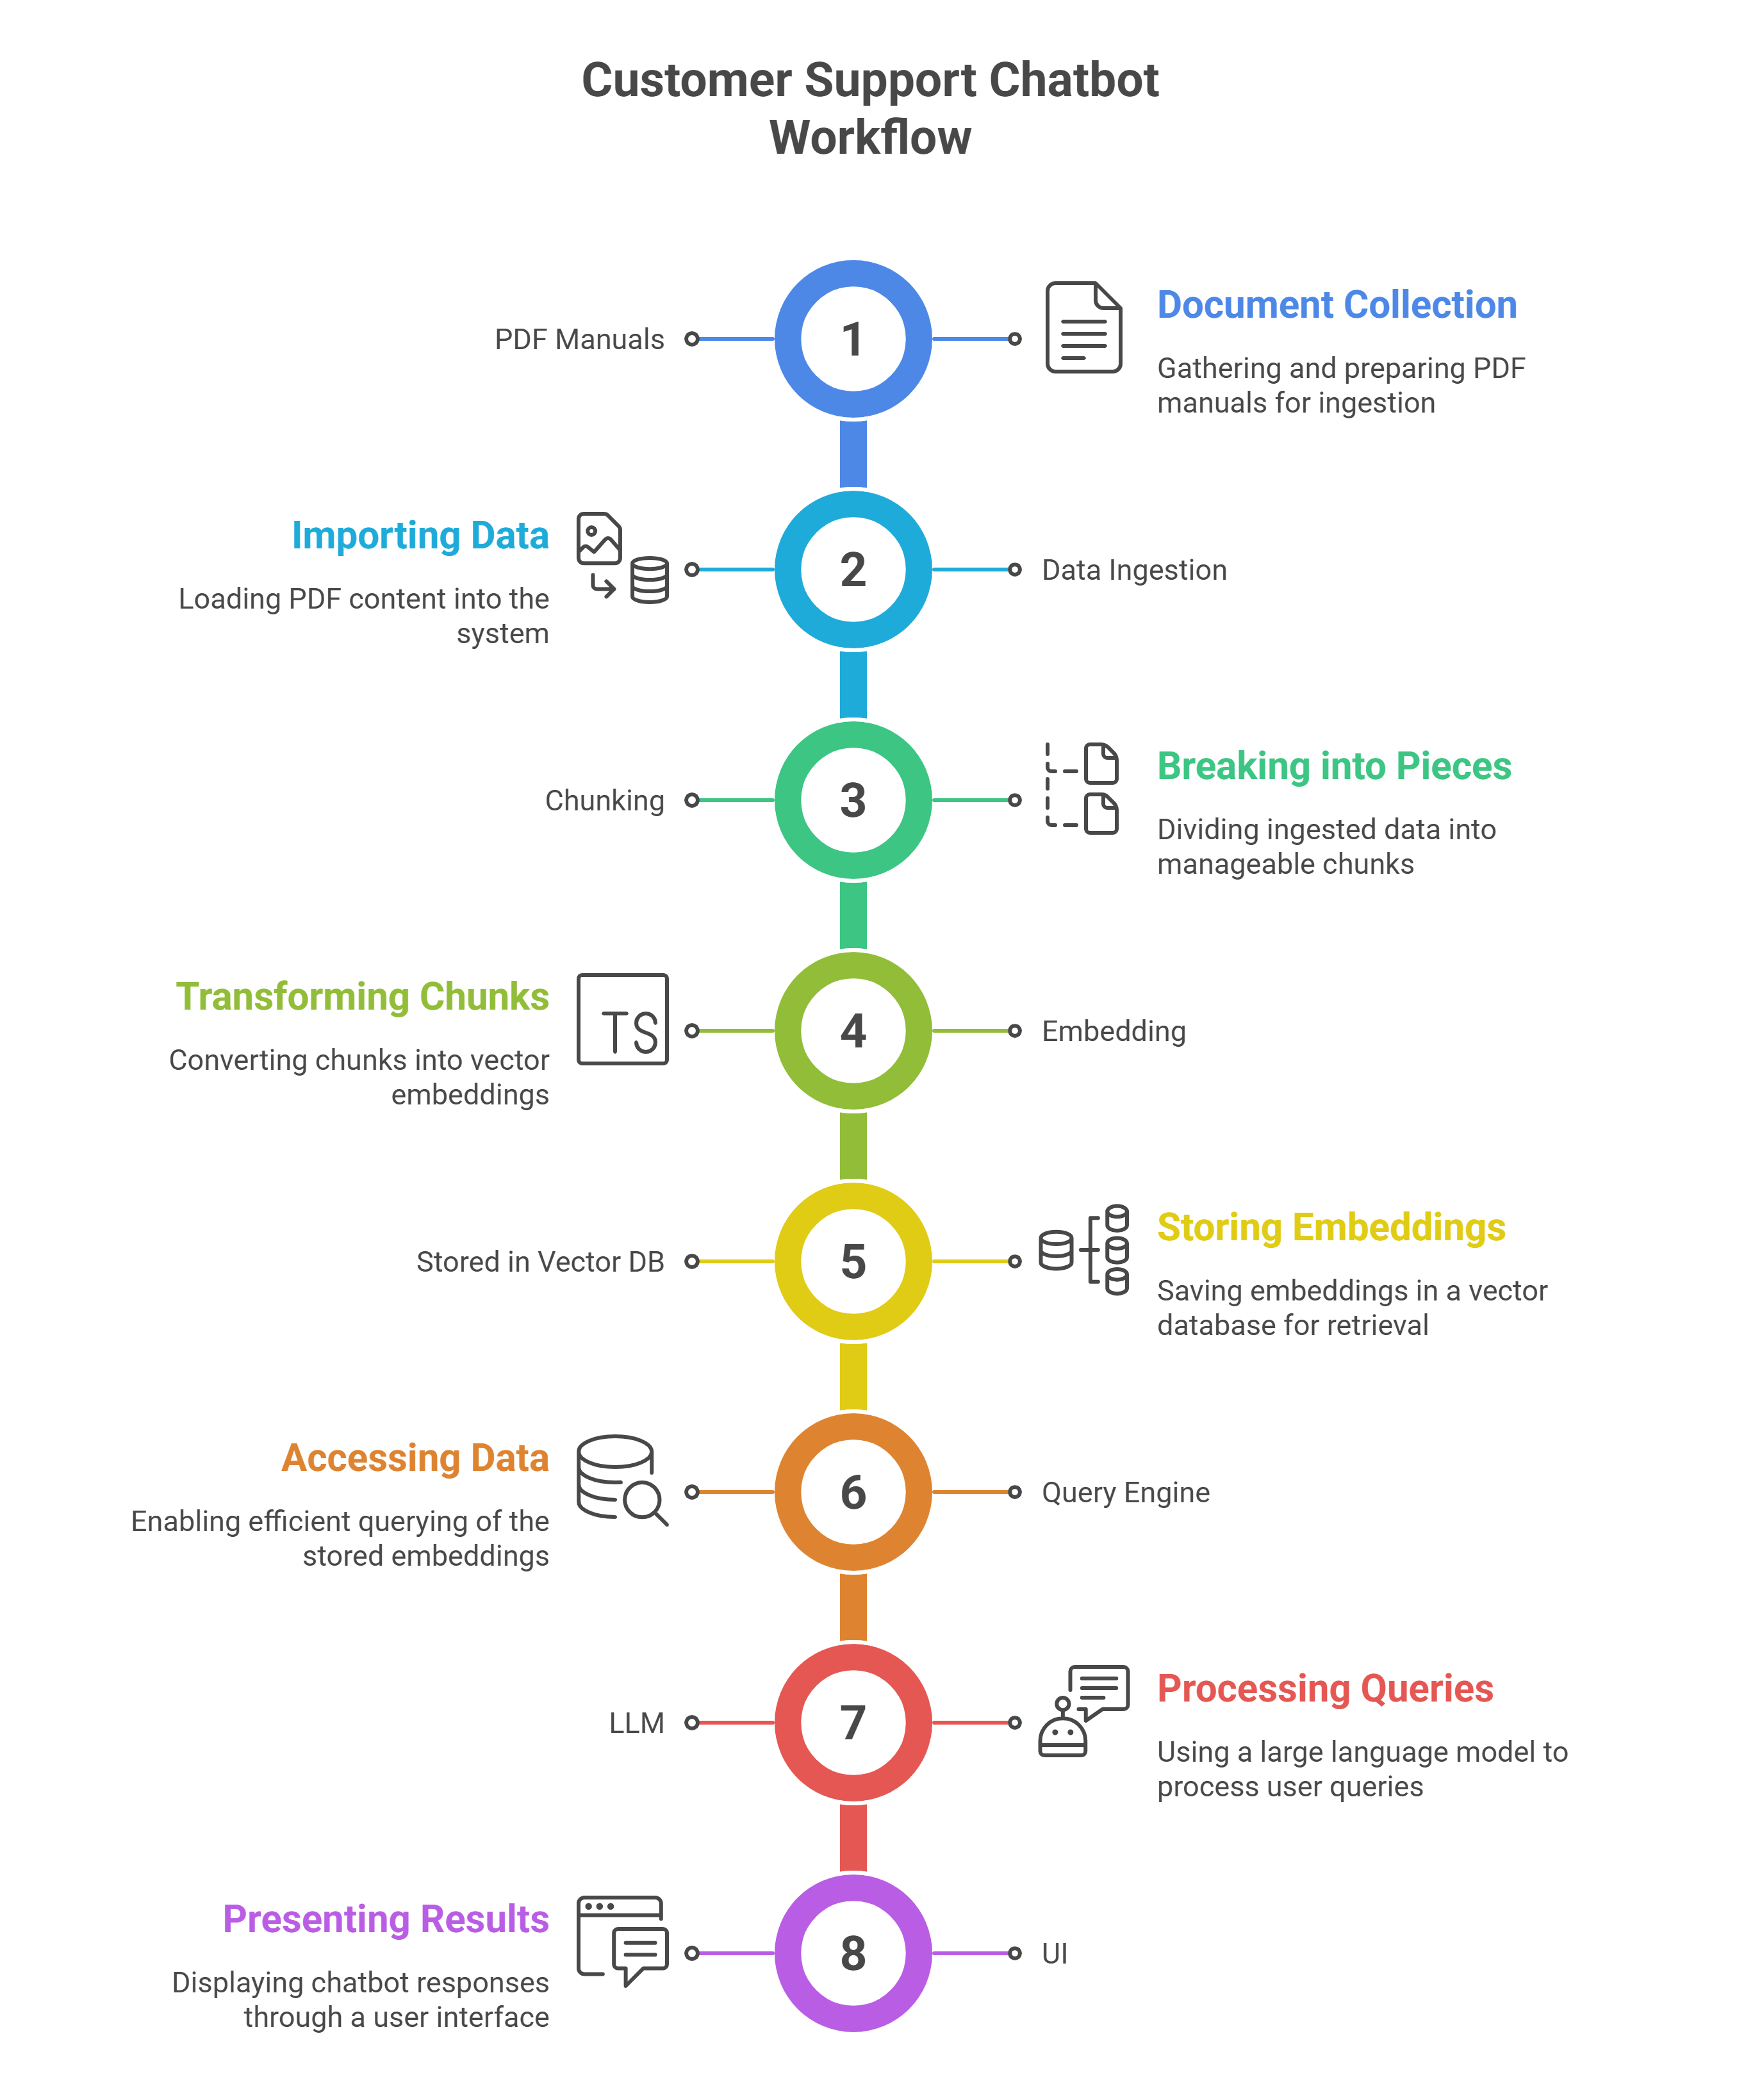 Customer Support Chatbot
Workflow
PDF Manuals
1
Document Collection
Gathering and preparing PDF
manuals for ingestion
Importing Data
Loading PDF content into the
system
2
Data Ingestion
Chunking
3
Breaking into Pieces
Dividing ingested data into
manageable chunks
Transforming Chunks
Converting chunks into vector
embeddings
TS
4
Embedding
Stored in Vector DB
5
Storing Embeddings
Saving embeddings in a vector
database for retrieval
Accessing Data
Enabling efficient querying of the
stored embeddings
6
Query Engine
LLM
7
Processing Queries
Using a large language model to
process user queries
Presenting Results
Displaying chatbot responses
through a user interface
8
UI